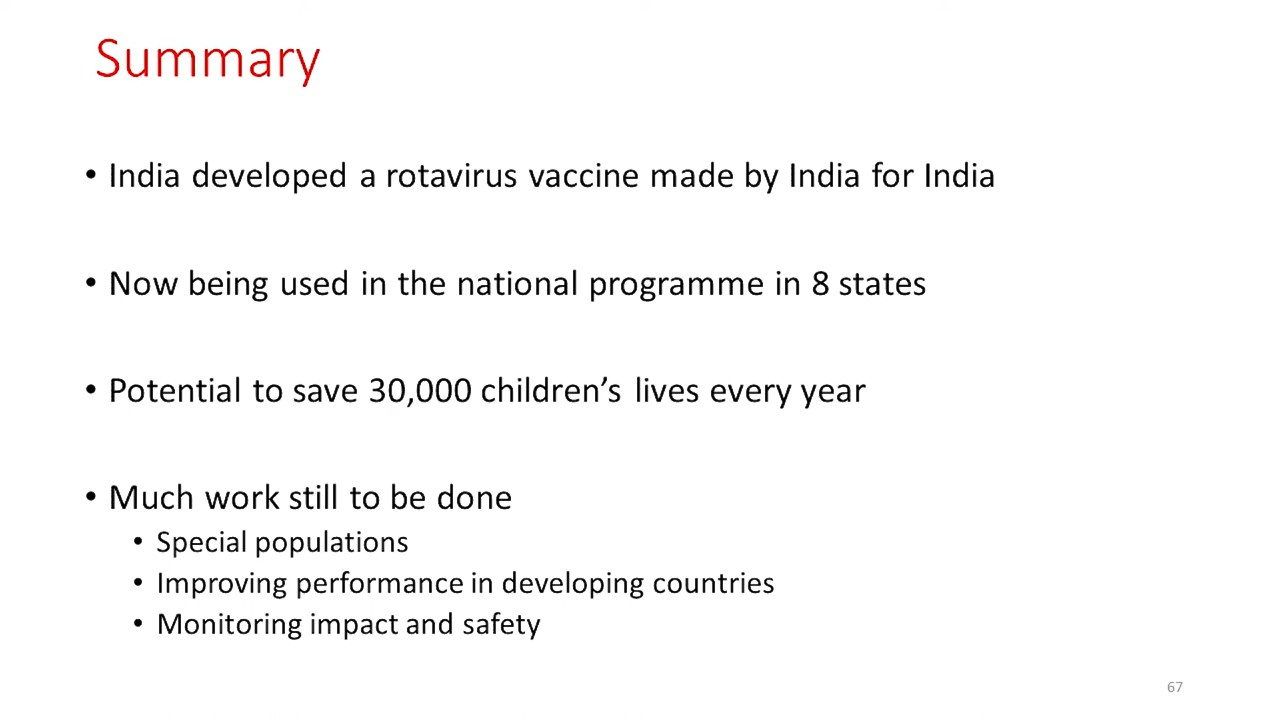 Summary
• India developed a rotavirus vaccine made by India for India
• Now being used in the national programme in 8 states
• Potential to save 30,000 children’s lives every year
• Much work still to be done
• Special populations
• Improving performance in developing countries
• Monitoring impact and safety
67